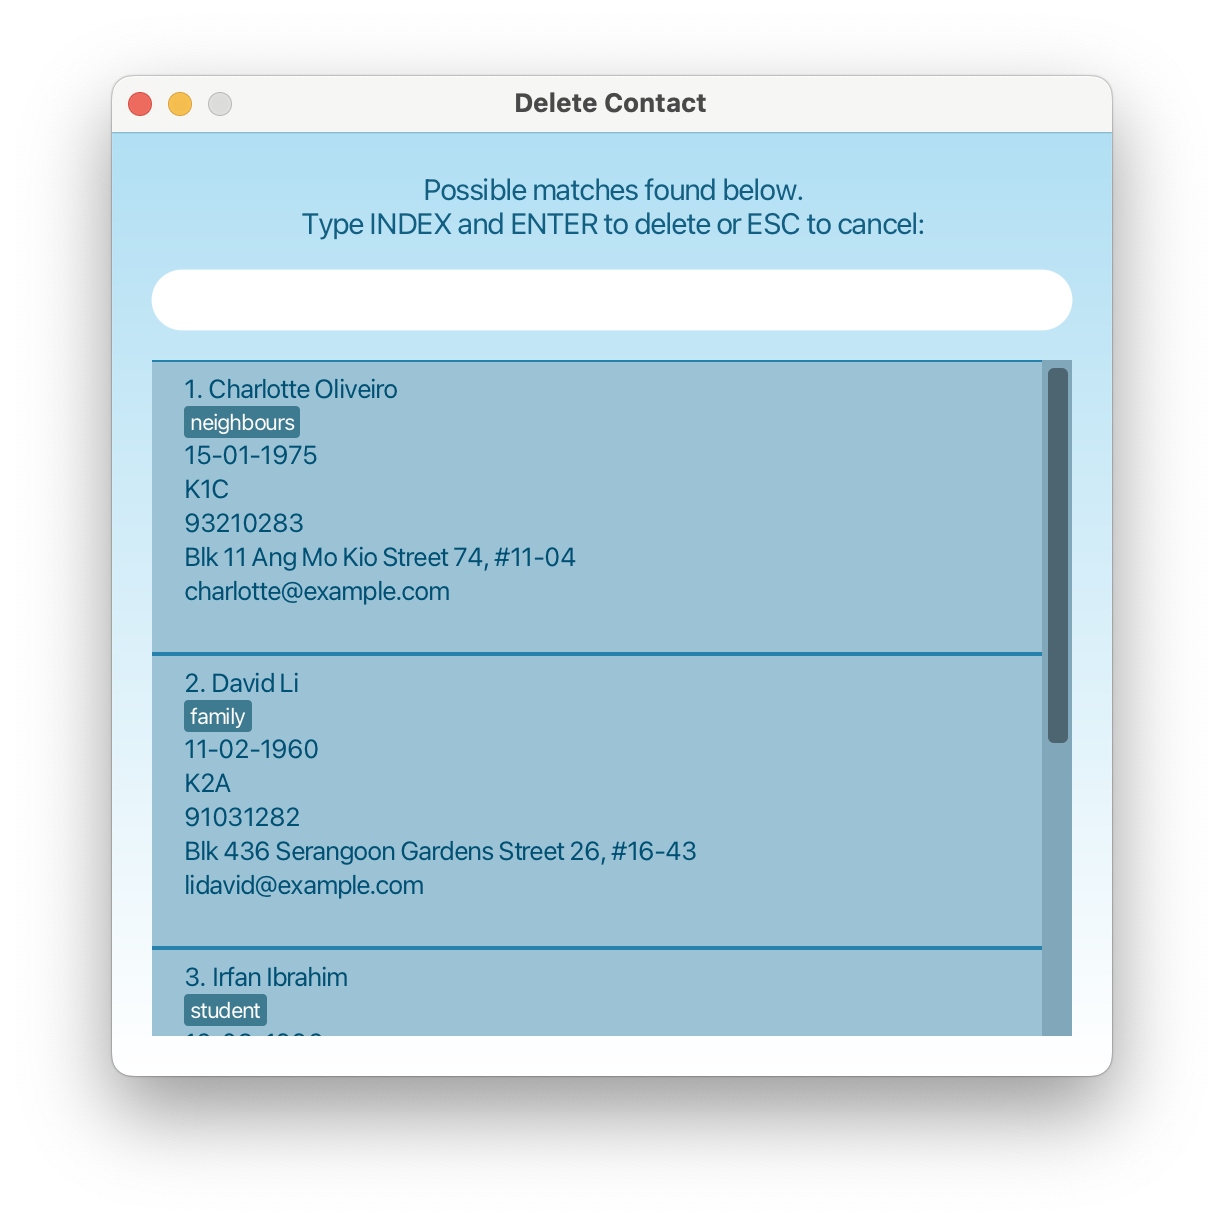 Delete Contact
Possible matches found below.
Type INDEX and ENTER to delete or ESC to cancel:
1. Charlotte Oliveiro
neighbours
15-01-1975
K1C
93210283
Blk 11 Ang Mo Kio Street 74, #11-04
charlotte@example.com
2. David Li
family
11-02-1960
K2A
91031282
Blk 436 Serangoon Gardens Street 26, #16-43
lidavid@example.com
3. Irfan Ibrahim
student